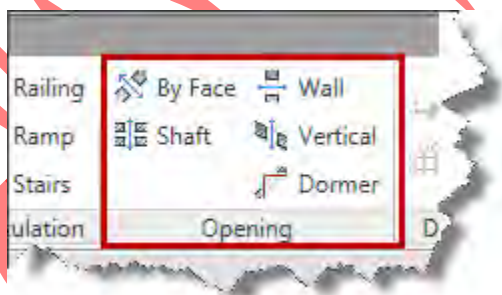 Railing By Face Wall
Ramp Shaft Vertical
Stairs Dormer
ulation Opening D